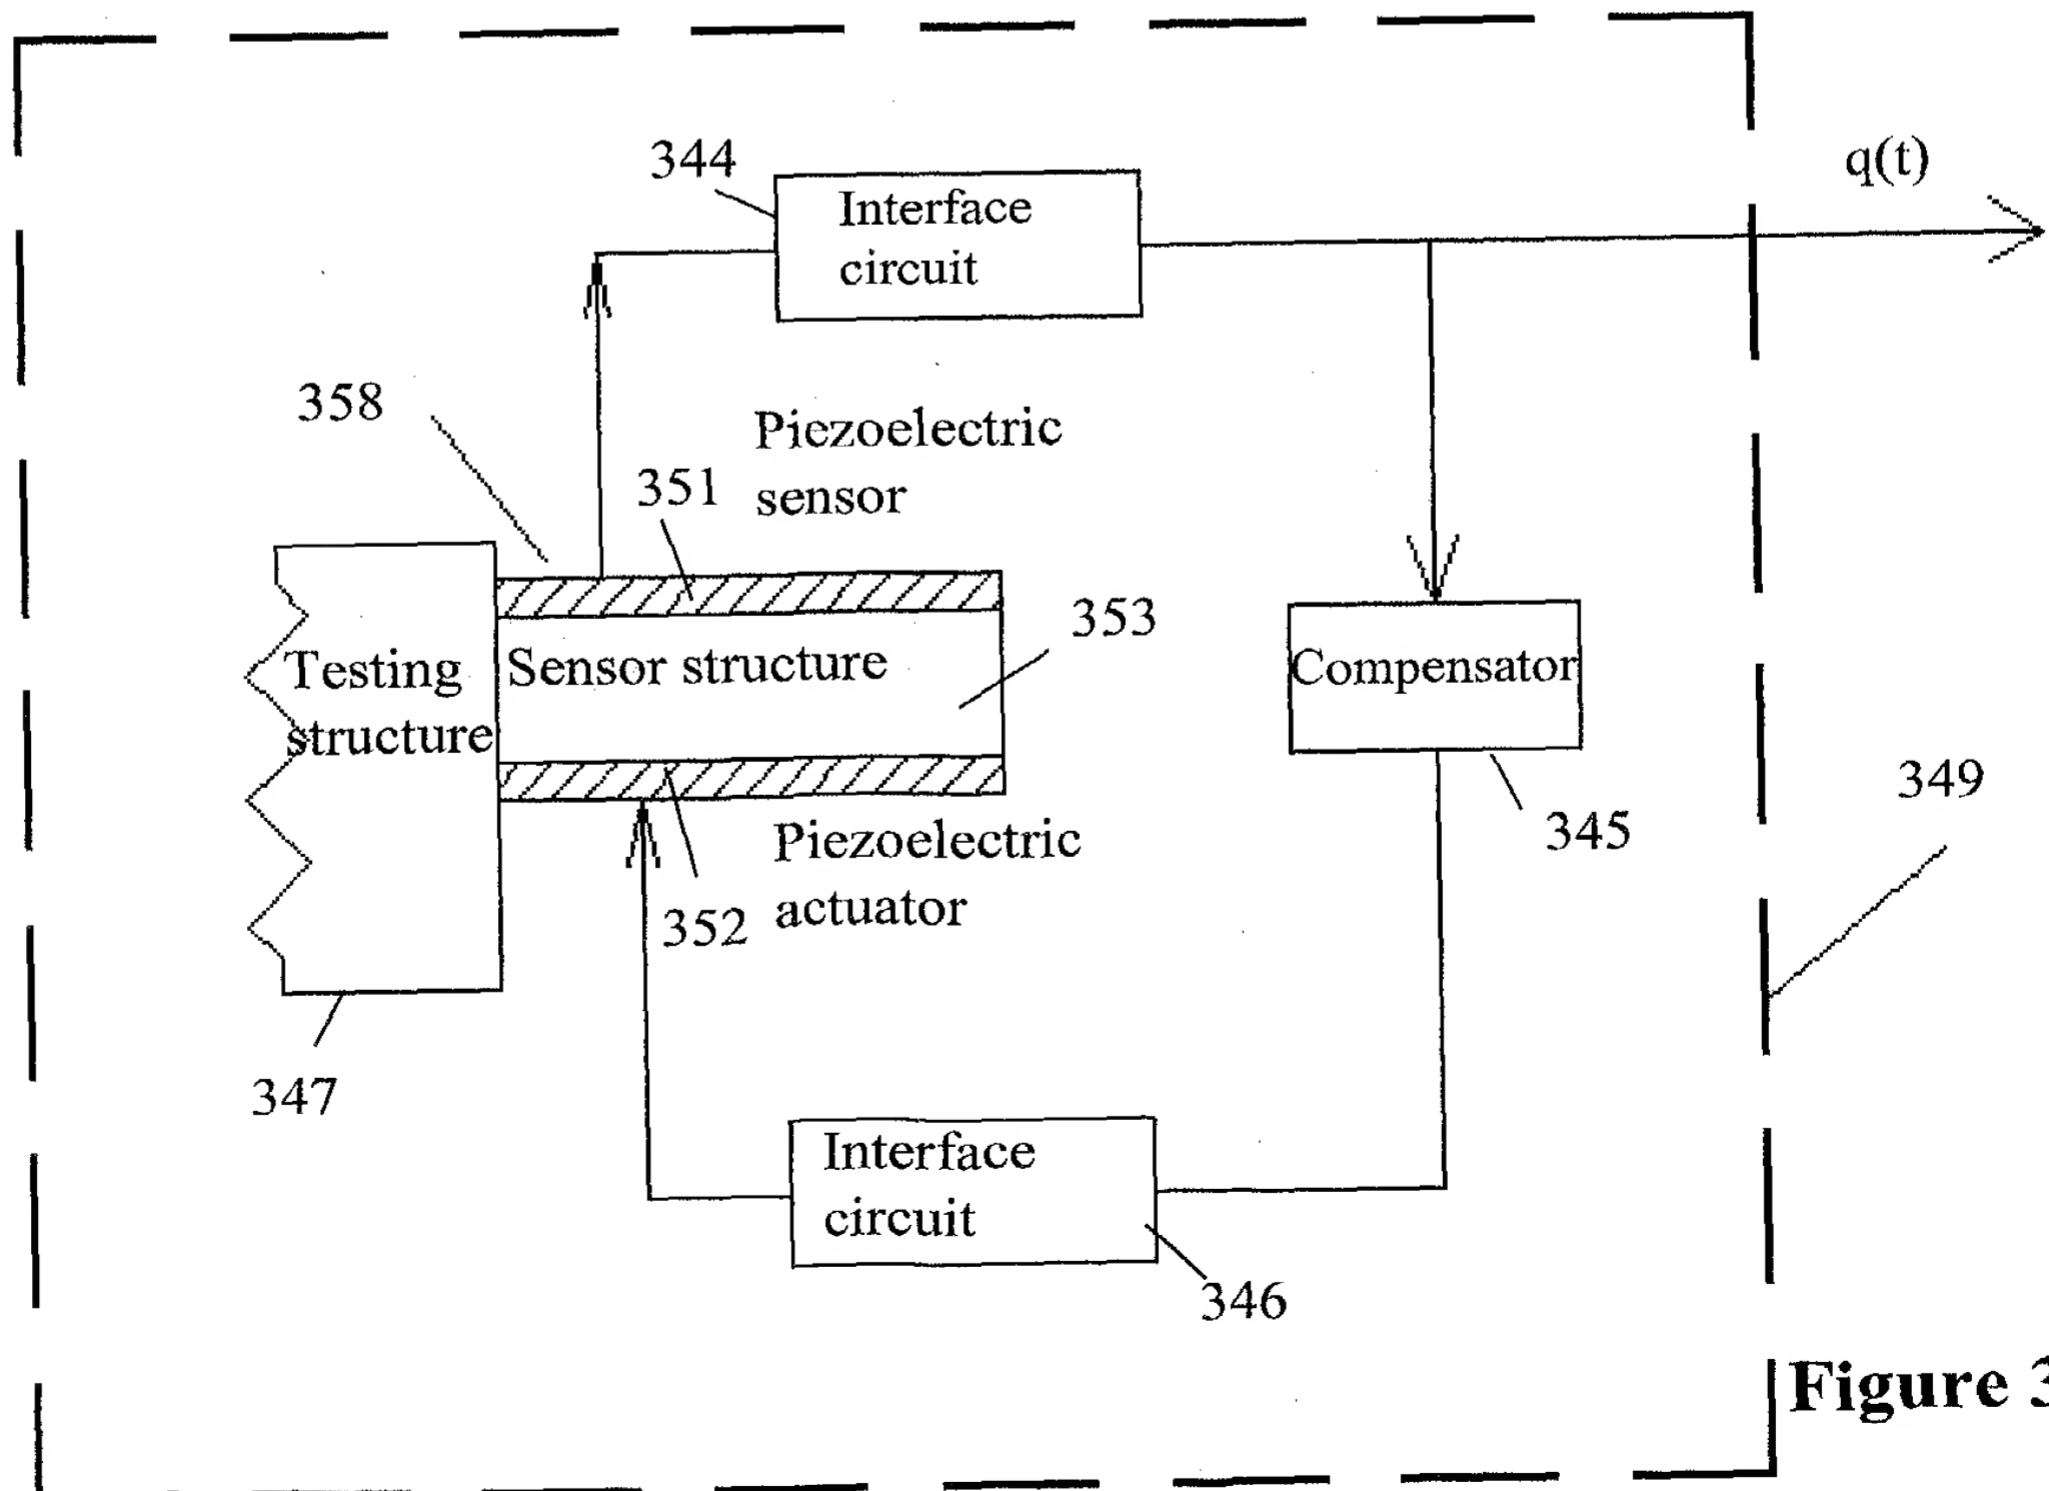 q(t)
344
Interface
circuit
358
Piezoelectric
351
sensor
353
Testing
structure
Sensor structure
Compensator
349
345
Piezoelectric
actuator
352
347
Interface
circuit
346
Figure 3